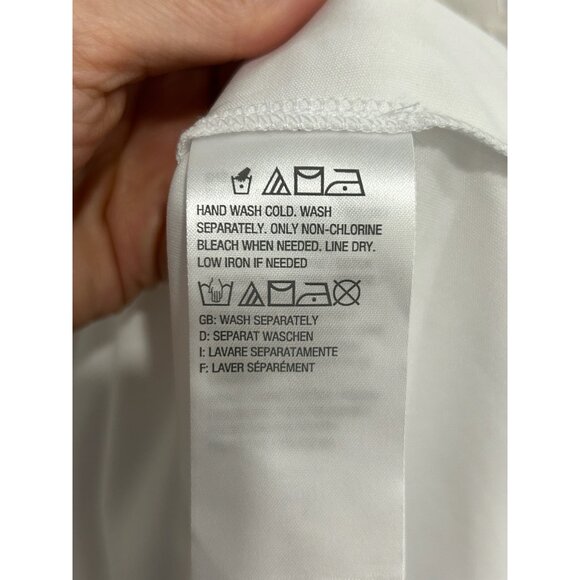 HAND WASH COLD. WASH
SEPARATELY. ONLY NON-CHLORINE
BLEACH WHEN NEEDED. LINE DRY.
LOW IRON IF NEEDED
GB: WASH SEPARATELY
D: SEPARAT WASCHEN
I: LAVARE SEPARATAMENTE
F: LAVER SÉPARÉMENT